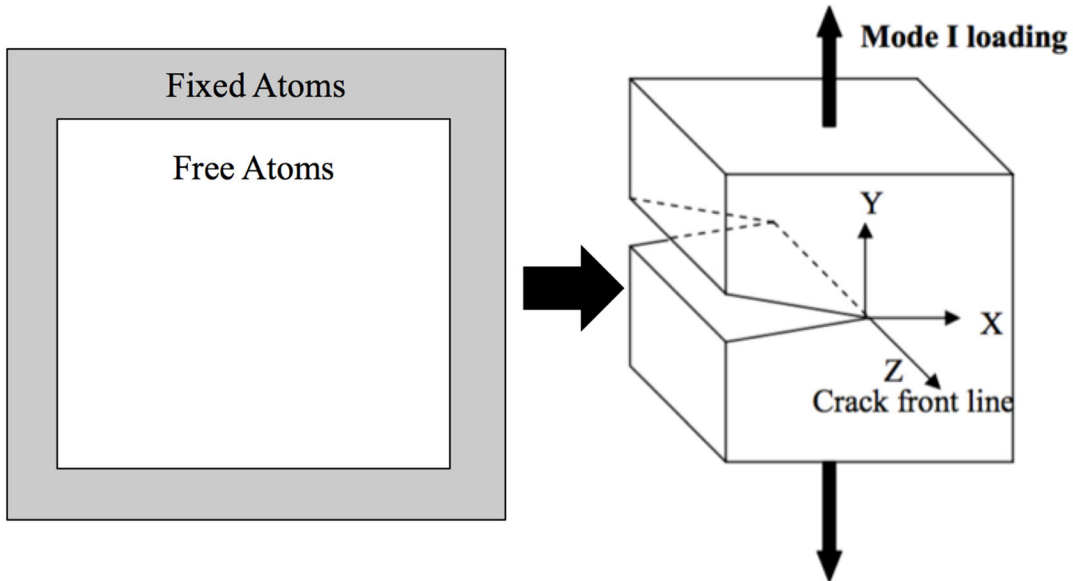 Fixed Atoms
Free Atoms
Mode I loading
Y
X
Z
Crack front line